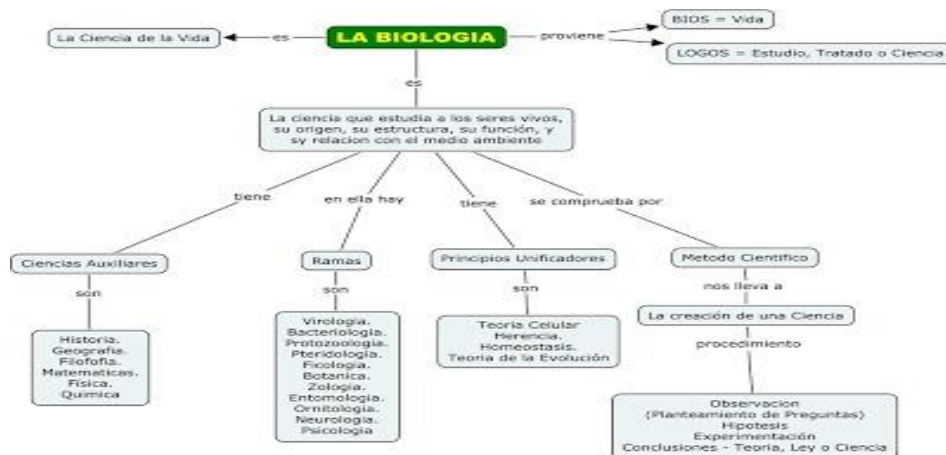 BIOS = Vida
La Ciencia de la Vida
es
LA BIOLOGIA
proviene
LOGOS = Estudio, Tratado o Ciencia
es
La ciencia que estudia a los seres vivos,
su origen, su estructura, su función, y
sy relacion con el medio ambiente
tiene
en ella hay
tiene
se comprueba por
Ciencias Auxiliares
Ramas
Principios Unificadores
Metodo Cientifico
son
son
son
nos lleva a
Historia.
Geografia.
Filofofia.
Matematicas.
Física.
Quimica
Virologia.
Bacteriologia.
Protozoologia.
Pteridologia.
Ficologia.
Botanica.
Zologia.
Entomologia.
Ornitologia.
Neurologia.
Psicologia
Teoria Celular
Herencia.
Homeostasis.
Teoria de la Evolución
La creación de una Ciencia
procedimiento
Observacion
(Planteamiento de Preguntas)
Hipotesis
Experimentación
Conclusiones - Teoria, Ley o Ciencia